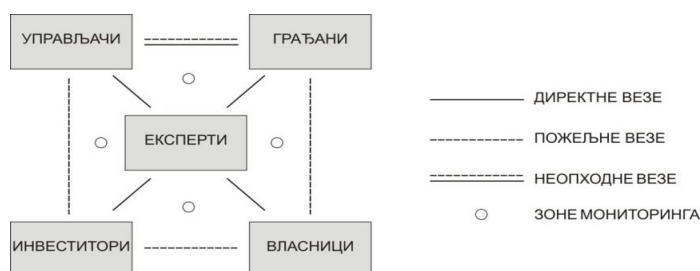 УПРАВЉАЧИ
ГРАЂАНИ
ЕКСПЕРТИ
ИНВЕСТИТОРИ
ВЛАСНИЦИ
ДИРЕКТНЕ ВЕЗЕ
ПОЖЕЉНЕ ВЕЗЕ
НЕОПХОДНЕ ВЕЗЕ
ЗОНЕ МОНИТОРИНГА